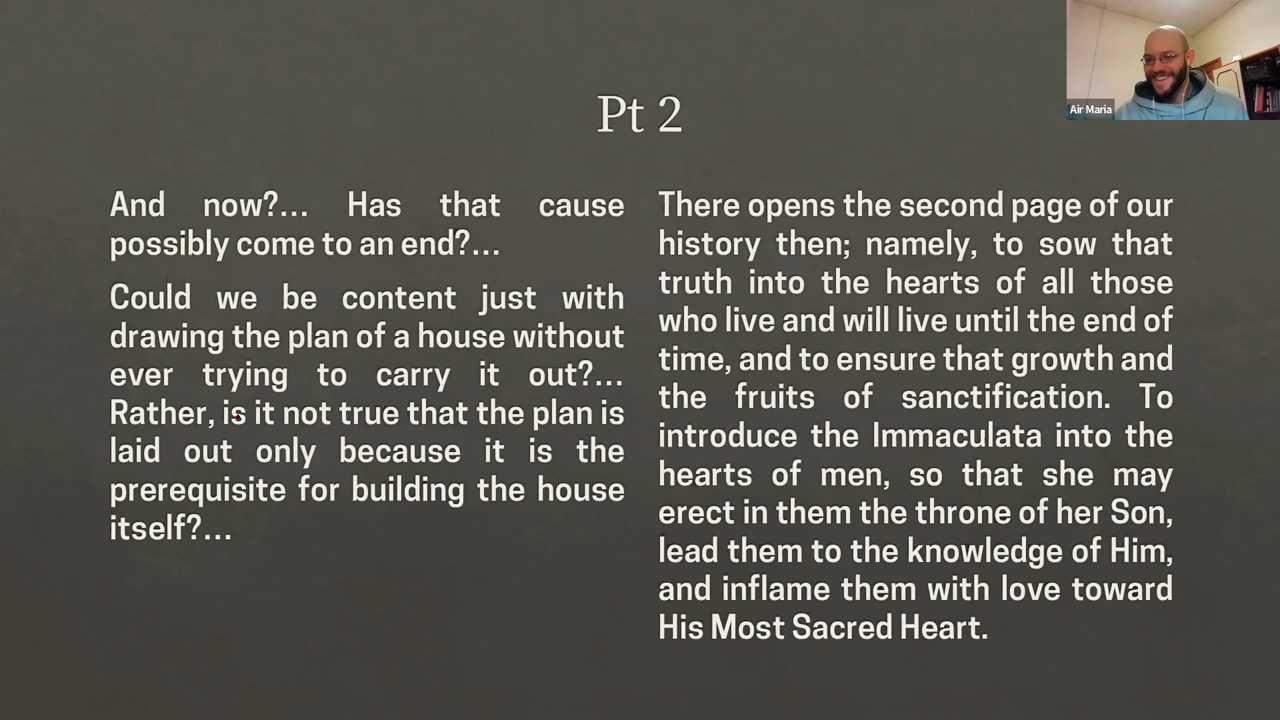 Pt 2
And now?... Has that cause
possibly come to an end?...
Could we be content just with
drawing the plan of a house without
ever trying to carry it out?...
Rather, is it not true that the plan is
laid out only because it is the
prerequisite for building the house
itself?...
There opens the second page of our
history then; namely, to sow that
truth into the hearts of all those
who live and will live until the end of
time, and to ensure that growth and
the fruits of sanctification. To
introduce the Immaculata into the
hearts of men, so that she may
erect in them the throne of her Son,
lead them to the knowledge of Him,
and inflame them with love toward
His Most Sacred Heart.
Air Maria